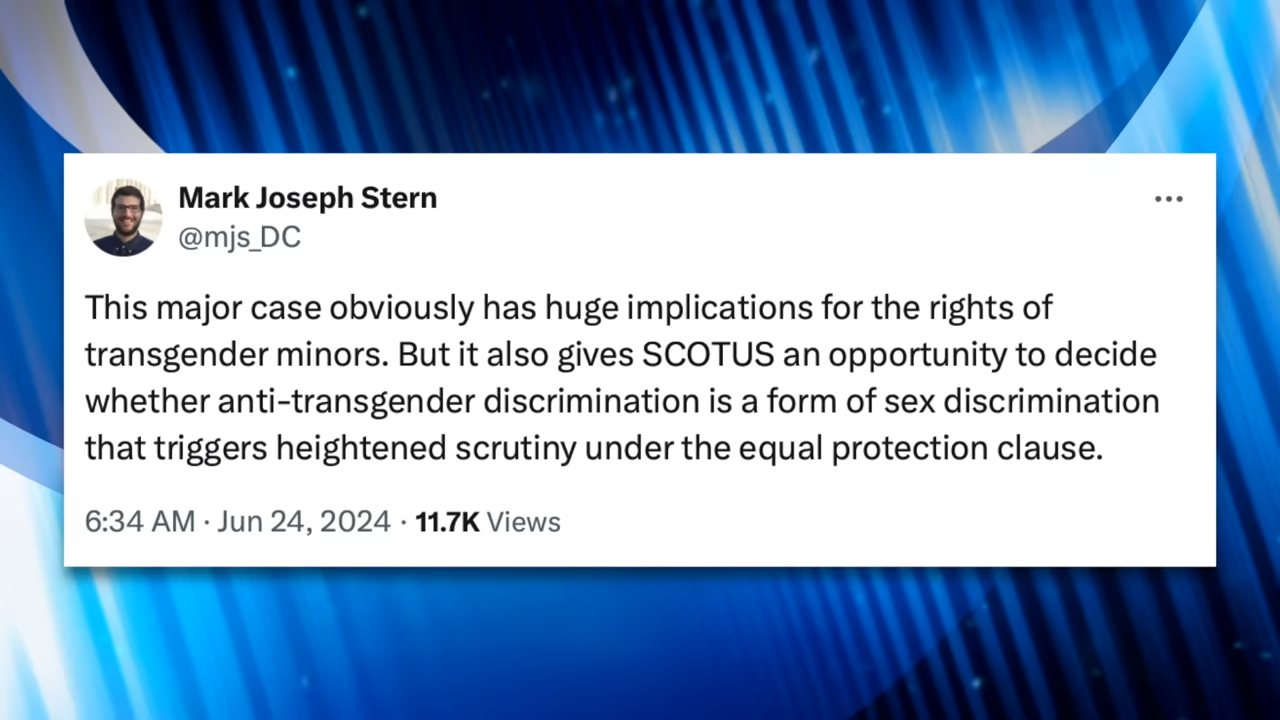 Mark Joseph Stern
@mjs_DC
This major case obviously has huge implications for the rights of
transgender minors. But it also gives SCOTUS an opportunity to decide
whether anti-transgender discrimination is a form of sex discrimination
that triggers heightened scrutiny under the equal protection clause.
6:34 AM · Jun 24, 2024 · 11.7K Views